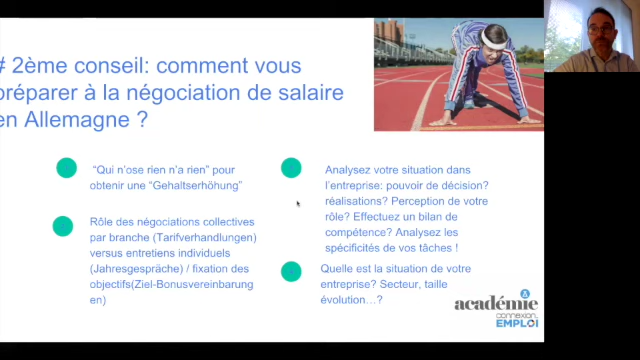 # 2ème conseil: comment vous
préparer à la négociation de salaire
en Allemagne ?
“Qui n'ose rien n'a rien” pour
obtenir une “Gehaltserhöhung”
Rôle des négociations collectives
par branche (Tarifverhandlungen)
versus entretiens individuels
(Jahresgespräche) / fixation des
objectifs(Ziel-Bonusvereinbarung
en)
Analysez votre situation dans
l'entreprise: pouvoir de décision?
réalisations? Perception de votre
rôle? Effectuez un bilan de
compétence? Analysez les
spécificités de vos tâches !
Quelle est la situation de votre
entreprise? Secteur, taille
évolution…?
académie
connexion
EMPLOI